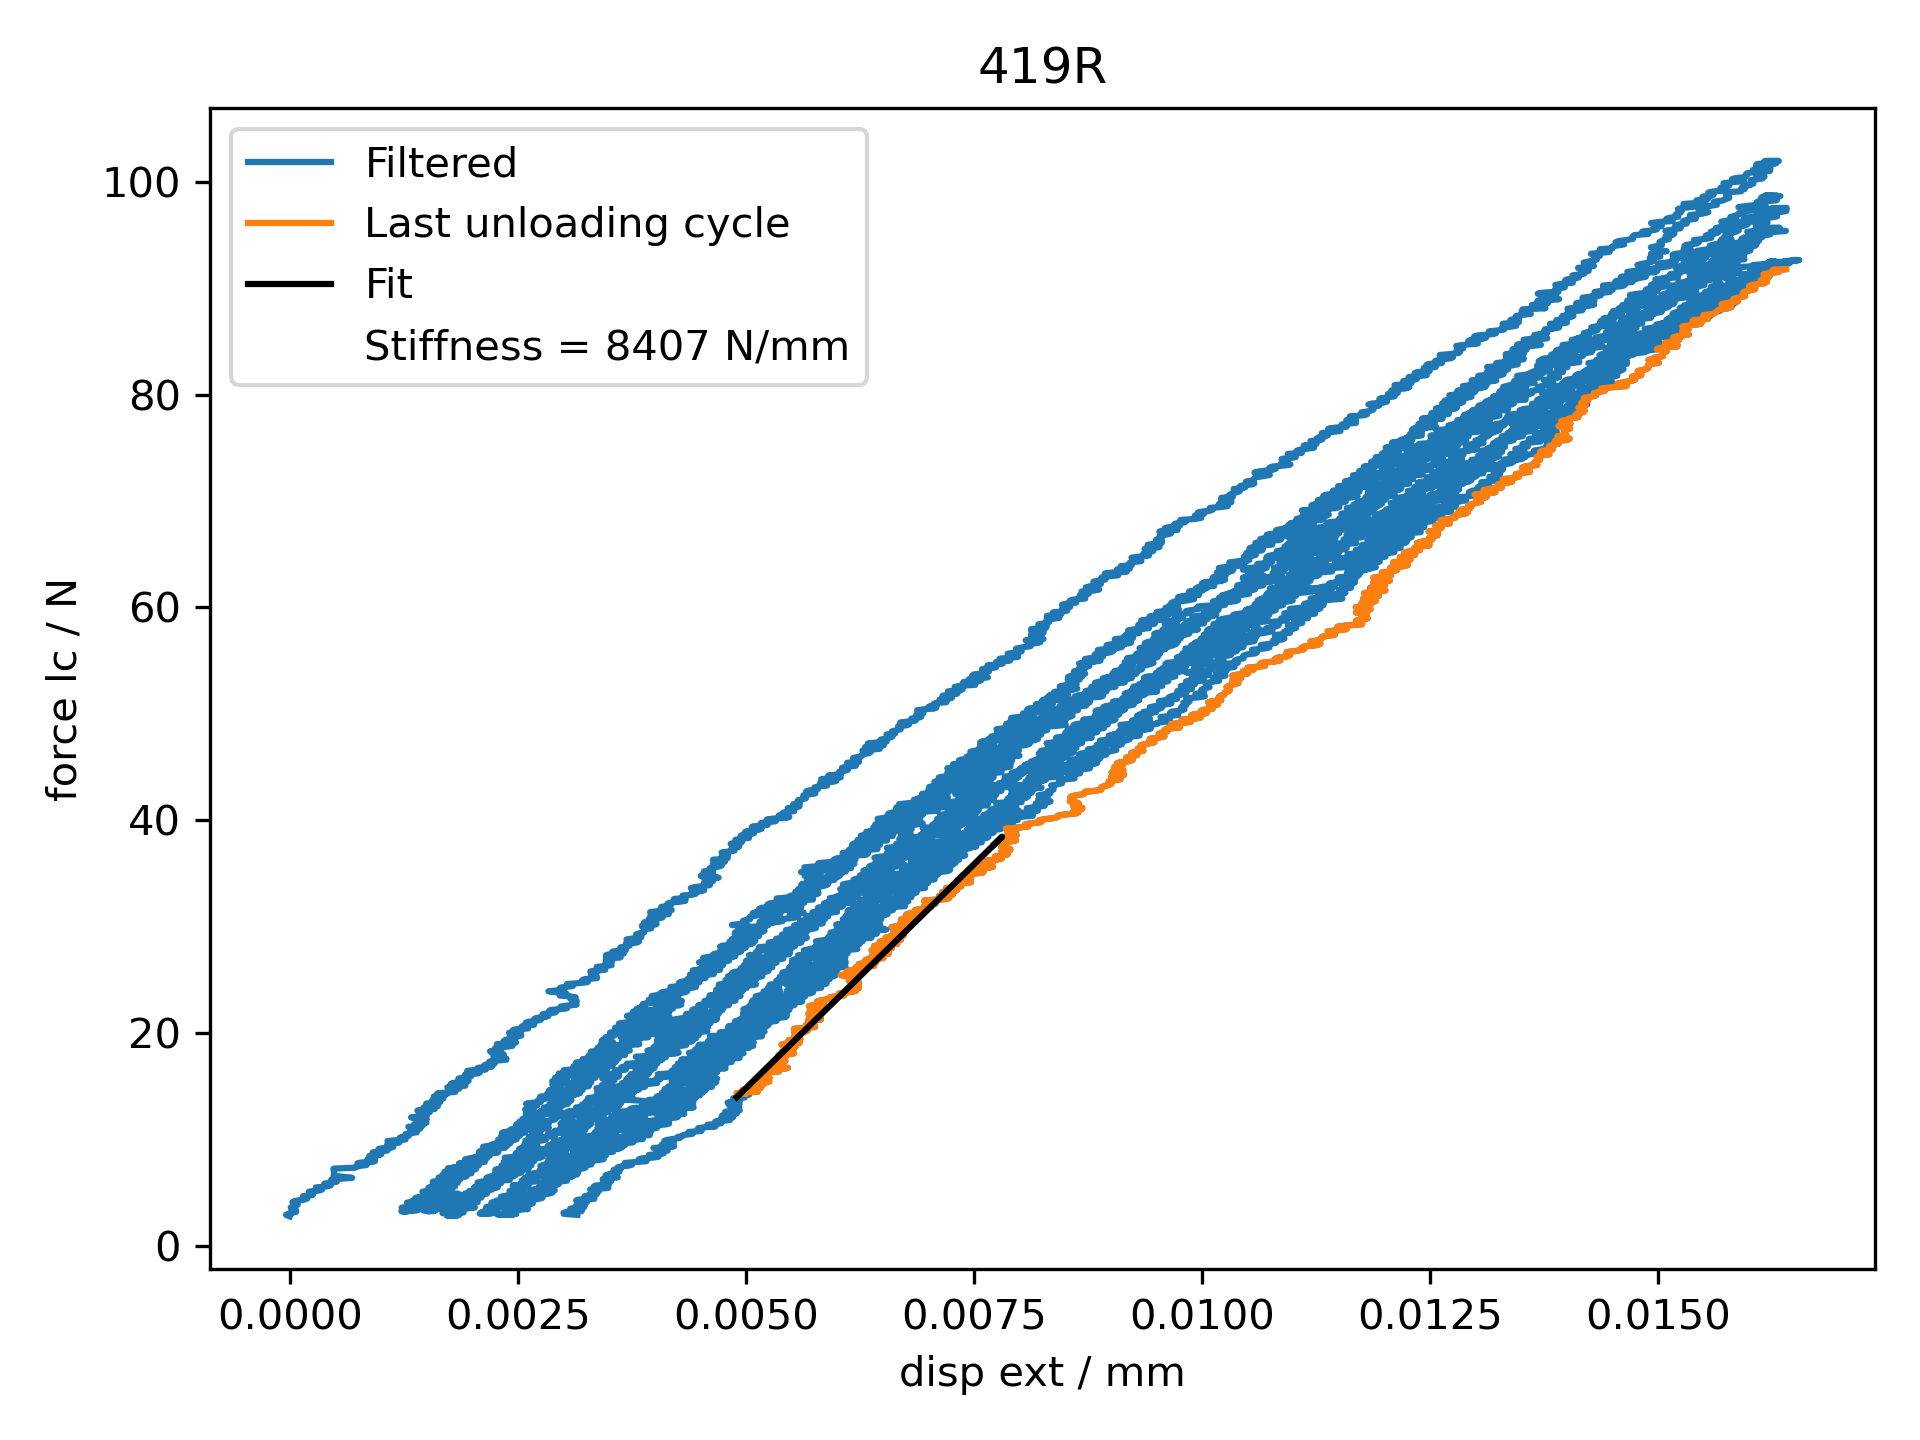 419R
Filtered
Last unloading cycle
Fit
Stiffness = 8407 N/mm
100
80
60
40
20
0
force lc / N
0.0000 0.0025 0.0050 0.0075 0.0100 0.0125 0.0150
disp ext / mm